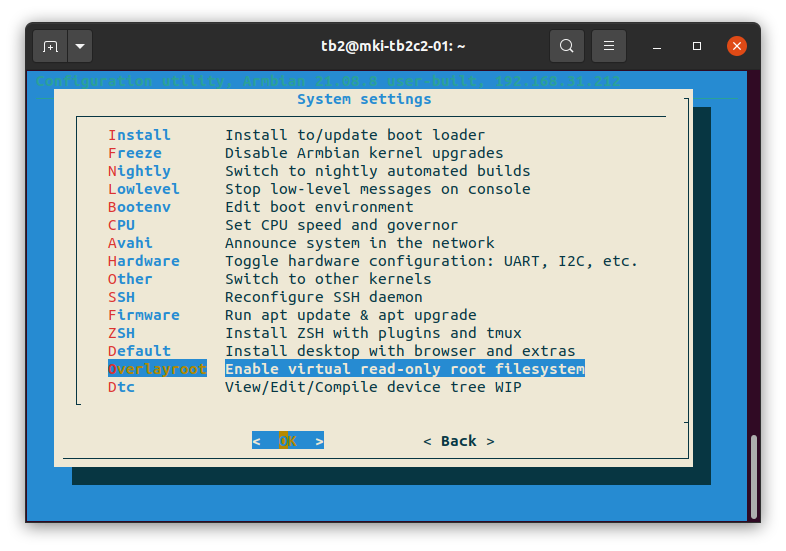 tb2@mki-tb2c2-01: ~
Configuration utility, Armbian 21.08.8 user-built, 192.168.31.212
System settings
Install Install to/update boot loader
Freeze Disable Armbian kernel upgrades
Nightly Switch to nightly automated builds
Lowlevel Stop low-level messages on console
Bootenv Edit boot environment
CPU Set CPU speed and governor
Avahi Announce system in the network
Hardware Toggle hardware configuration: UART, I2C, etc.
Other Switch to other kernels
SSH Reconfigure SSH daemon
Firmware Run apt update & apt upgrade
ZSH Install ZSH with plugins and tmux
Default Install desktop with browser and extras
Overlayroot Enable virtual read-only root filesystem
Dtc View/Edit/Compile device tree WIP
< OK > < Back >